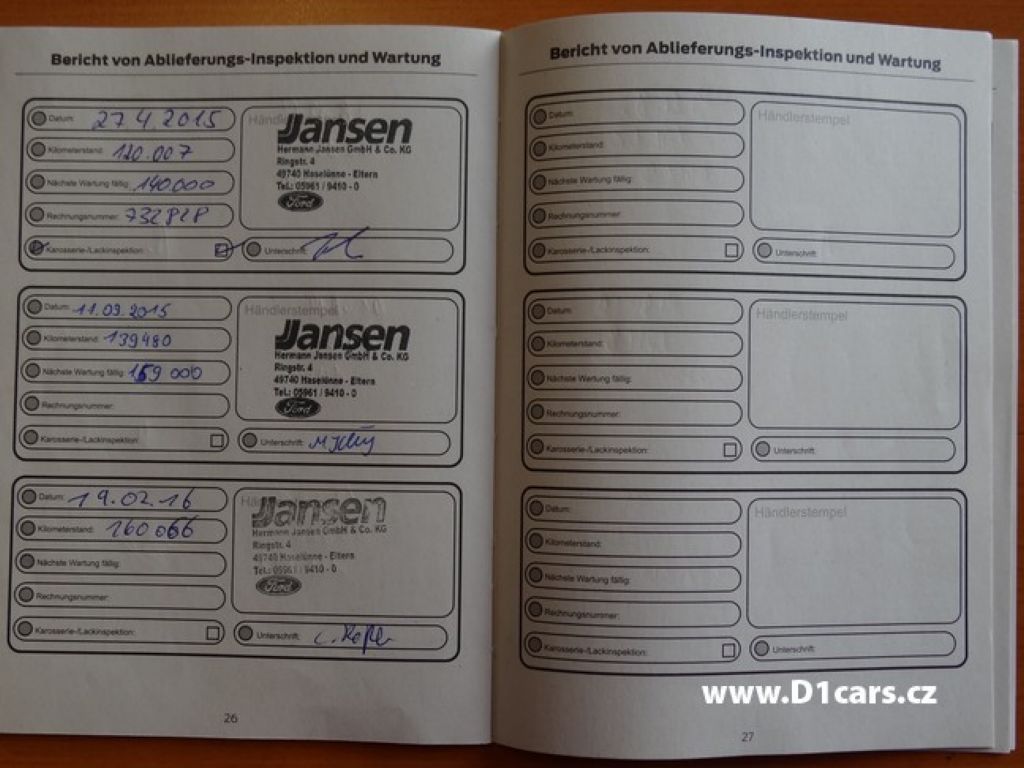 Bericht von Ablieferungs-Inspektion und Wartung
Datum: 27.4.2015
Kilometerstand: 120.007
Nächste Wartung fällig: 140.000
Rechnungsnummer: 732828
Karosserie-/Lackinspektion:
Händlerstempel
Jansen
Hermann Jansen GmbH & Co. KG
Ringstr. 4
49740 Haselünne - Eltern
Tel.: 05961 / 9410 - 0
Ford
Unterschrift:
Datum: 11.09.2015
Kilometerstand: 139480
Nächste Wartung fällig: 159 000
Rechnungsnummer:
Karosserie-/Lackinspektion:
Händlerstempel
Jansen
Hermann Jansen GmbH & Co. KG
Ringstr. 4
49740 Haselünne - Eltern
Tel.: 05961 / 9410 - 0
Ford
Unterschrift:
Datum: 19.02.16
Kilometerstand: 160066
Nächste Wartung fällig:
Rechnungsnummer:
Karosserie-/Lackinspektion:
Jansen
Hermann Jansen GmbH & Co. KG
Ringstr. 4
49740 Haselünne - Eltern
Tel.: 05961 / 9410 - 0
Ford
Unterschrift:
26
Bericht von Ablieferungs-Inspektion und Wartung
Datum:
Kilometerstand:
Nächste Wartung fällig:
Rechnungsnummer:
Karosserie-/Lackinspektion:
Händlerstempel
Unterschrift:
Datum:
Kilometerstand:
Nächste Wartung fällig:
Rechnungsnummer:
Karosserie-/Lackinspektion:
Händlerstempel
Unterschrift:
Datum:
Kilometerstand:
Nächste Wartung fällig:
Rechnungsnummer:
Karosserie-/Lackinspektion:
Händlerstempel
Unterschrift:
www.D1cars.cz
27